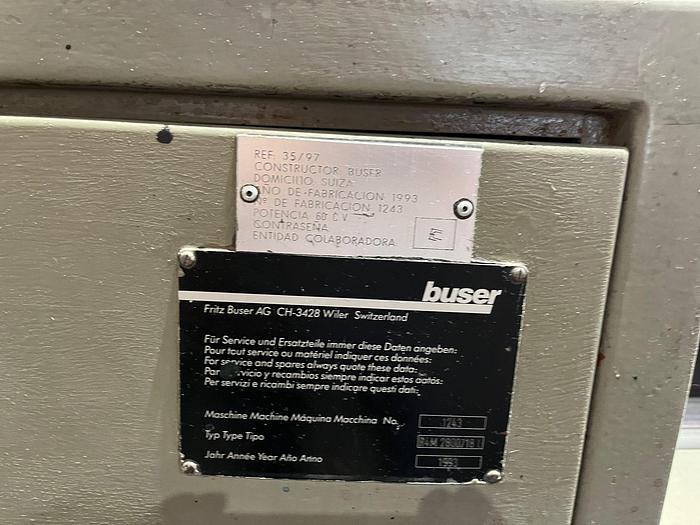 REF: 35/97
CONSTRUCTOR BUSER
DOMICILIO SUIZA
AÑO DE FABRICACION 1993
Nº DE FABRICACION 1243
POTENCIA 60 C.V
CONTRASEÑA
ENTIDAD COLABORADORA
buser
Fritz Buser AG CH-3428 Wiler Switzerland
Für Service und Ersatzteile immer diese Daten angeben:
Pour tout service ou matériel indiquer ces données:
For service and spares always quote these data:
Para servicio y recambios siempre indicar estos datos:
Per servizi e ricambi sempre indicare questi dati:
Maschine Machine Máquina Macchina No. 1243
Typ Type Tipo
Jahr Année Year Año Anno 1993